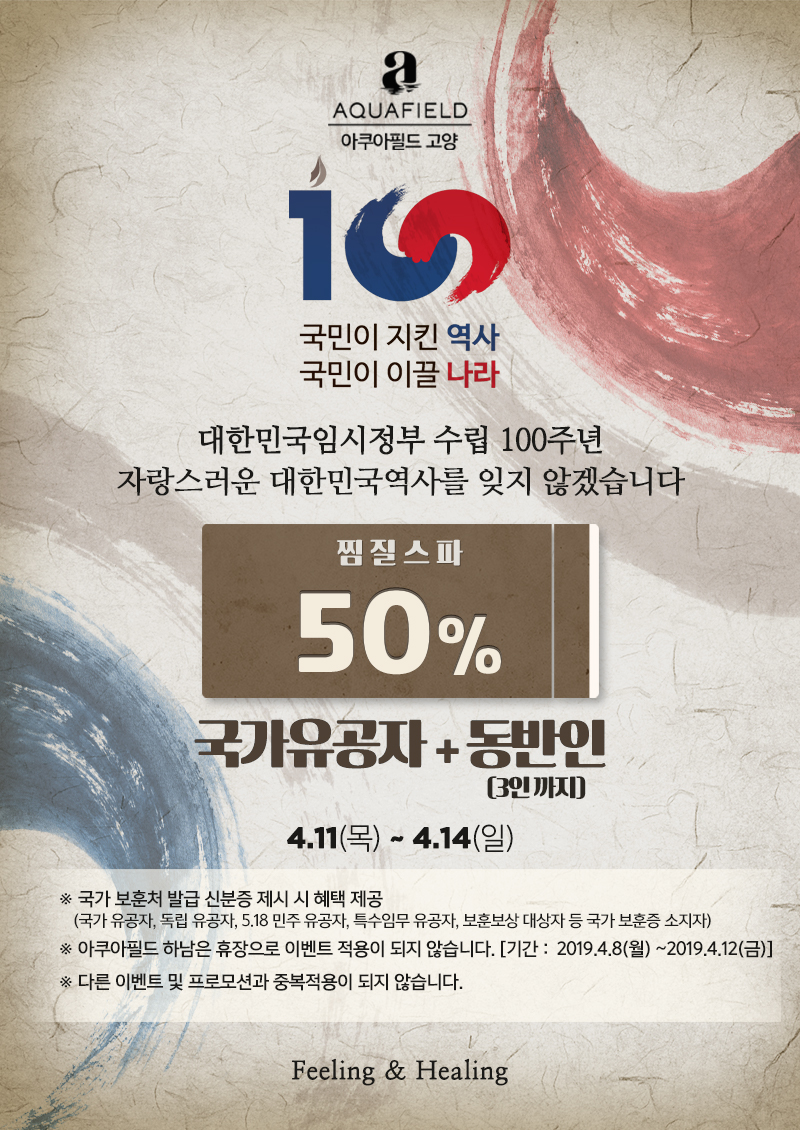 a
AQUAFIELD
아쿠아필드 고양
100
국민이 지킨 역사
국민이 이끌 나라
대한민국임시정부 수립 100주년
자랑스러운 대한민국역사를 잊지 않겠습니다
찜질스파
50%
국가유공자 + 동반인
(3인 까지)
4.11(목) ~ 4.14(일)
※ 국가 보훈처 발급 신분증 제시 시 혜택 제공
(국가 유공자, 독립 유공자, 5.18 민주 유공자, 특수임무 유공자, 보훈보상 대상자 등 국가 보훈증 소지자)
※ 아쿠아필드 하남은 휴장으로 이벤트 적용이 되지 않습니다. [기간 : 2019.4.8(월) ~2019.4.12(금)]
※ 다른 이벤트 및 프로모션과 중복적용이 되지 않습니다.
Feeling & Healing